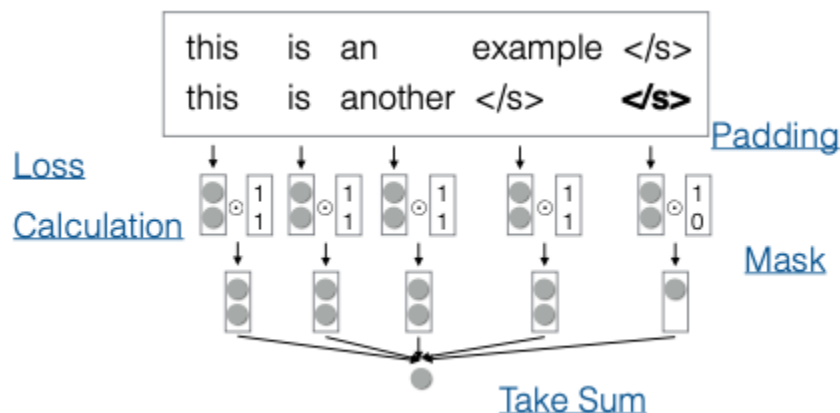 this is an example </s>
this is another </s> </s>
Padding
Loss
Calculation
1 1 1 1 1
1 1 1 1 0
Mask
Take Sum